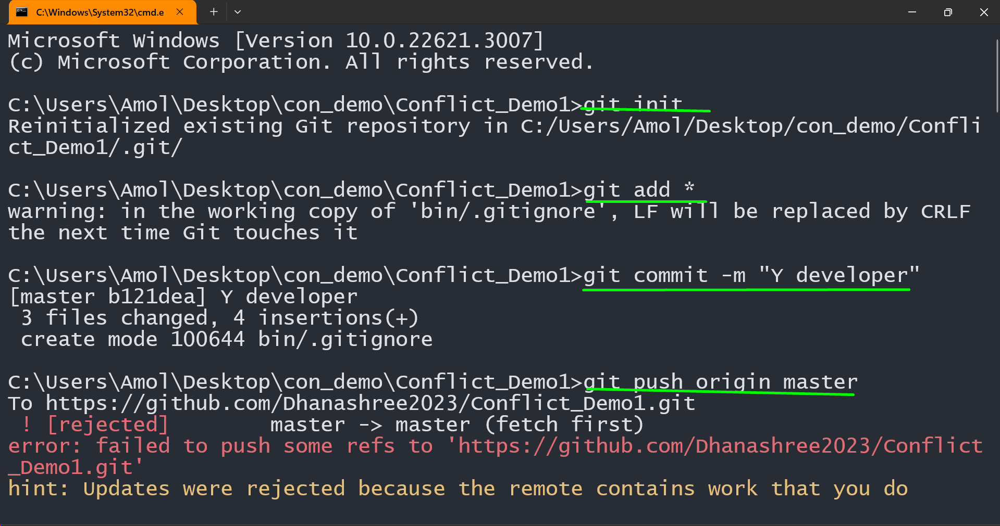 C:\Windows\System32\cmd.e
Microsoft Windows [Version 10.0.22621.3007]
(c) Microsoft Corporation. All rights reserved.
C:\Users\Amol\Desktop\con_demo\Conflict_Demo1>git init
Reinitialized existing Git repository in C:/Users/Amol/Desktop/con_demo/Confli
ct_Demo1/.git/
C:\Users\Amol\Desktop\con_demo\Conflict_Demo1>git add *
warning: in the working copy of 'bin/.gitignore', LF will be replaced by CRLF
the next time Git touches it
C:\Users\Amol\Desktop\con_demo\Conflict_Demo1>git commit -m "Y developer"
[master b121dea] Y developer
 3 files changed, 4 insertions(+)
 create mode 100644 bin/.gitignore
C:\Users\Amol\Desktop\con_demo\Conflict_Demo1>git push origin master
To https://github.com/Dhanashree2023/Conflict_Demo1.git
 ! [rejected]        master -> master (fetch first)
error: failed to push some refs to 'https://github.com/Dhanashree2023/Conflict
_Demo1.git'
hint: Updates were rejected because the remote contains work that you do